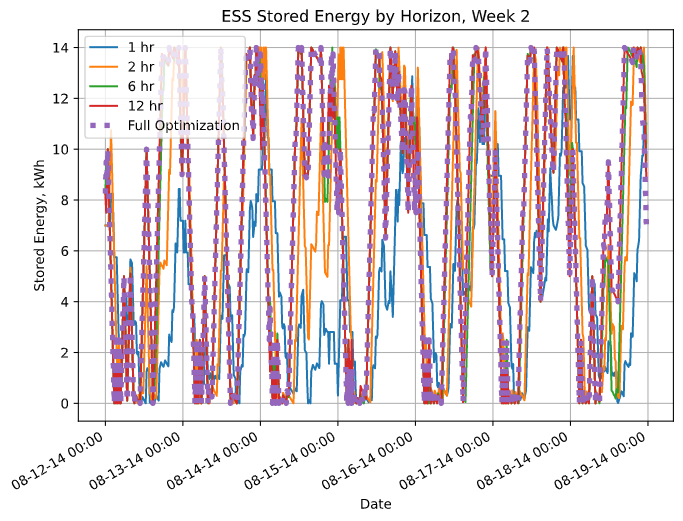 ESS Stored Energy by Horizon, Week 2
14
12
10
8
6
4
2
0
Stored Energy, kWh
1 hr
2 hr
6 hr
12 hr
Full Optimization
08-12-14 00:00
08-13-14 00:00
08-14-14 00:00
08-15-14 00:00
08-16-14 00:00
08-17-14 00:00
08-18-14 00:00
08-19-14 00:00
Date